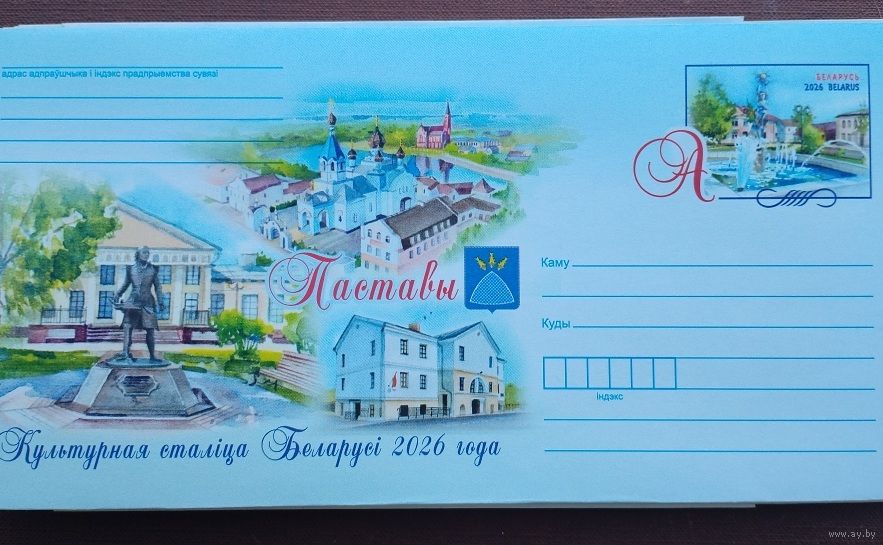 адрас адпраўшчыка і індэкс прадпрыемства сувязі
БЕЛАРУСЬ
2026 BELARUS
А
Паставы
Каму
Куды
індэкс
Культурная сталіца Беларусі 2026 года
www.ay.by